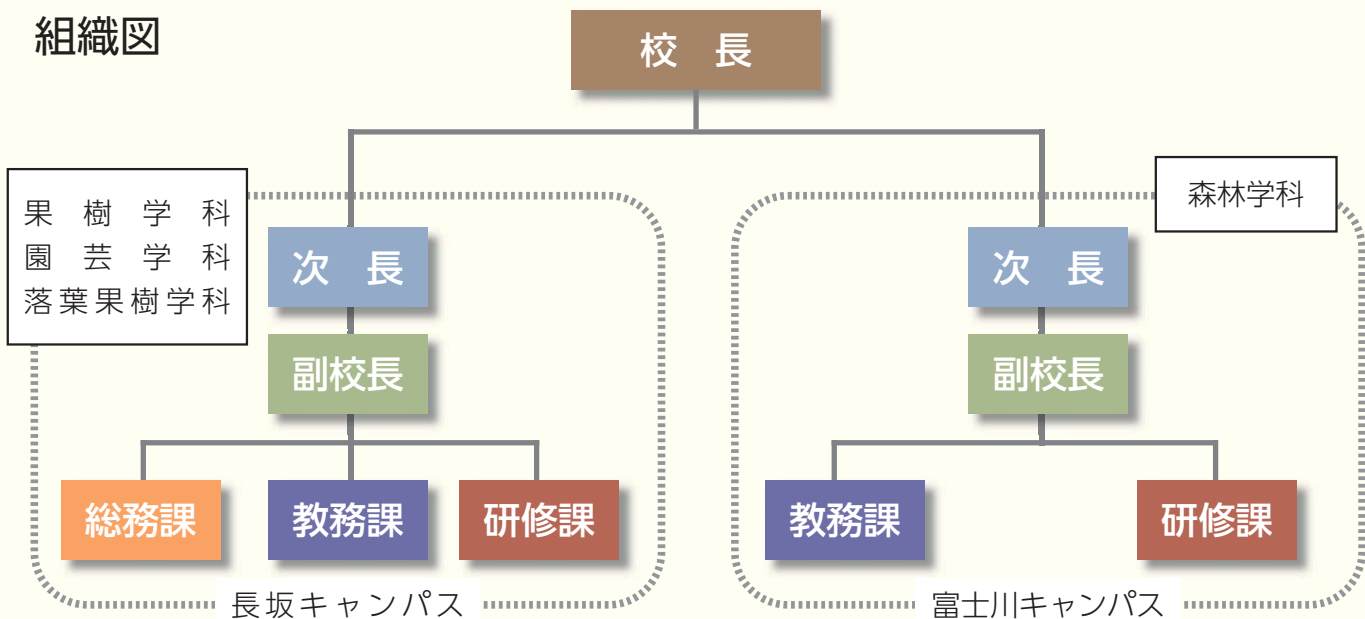 組織図
校 長
果樹学科
園芸学科
落葉果樹学科
森林学科
次 長
次 長
副校長
副校長
総務課
教務課
研修課
教務課
研修課
長坂キャンパス
富士川キャンパス